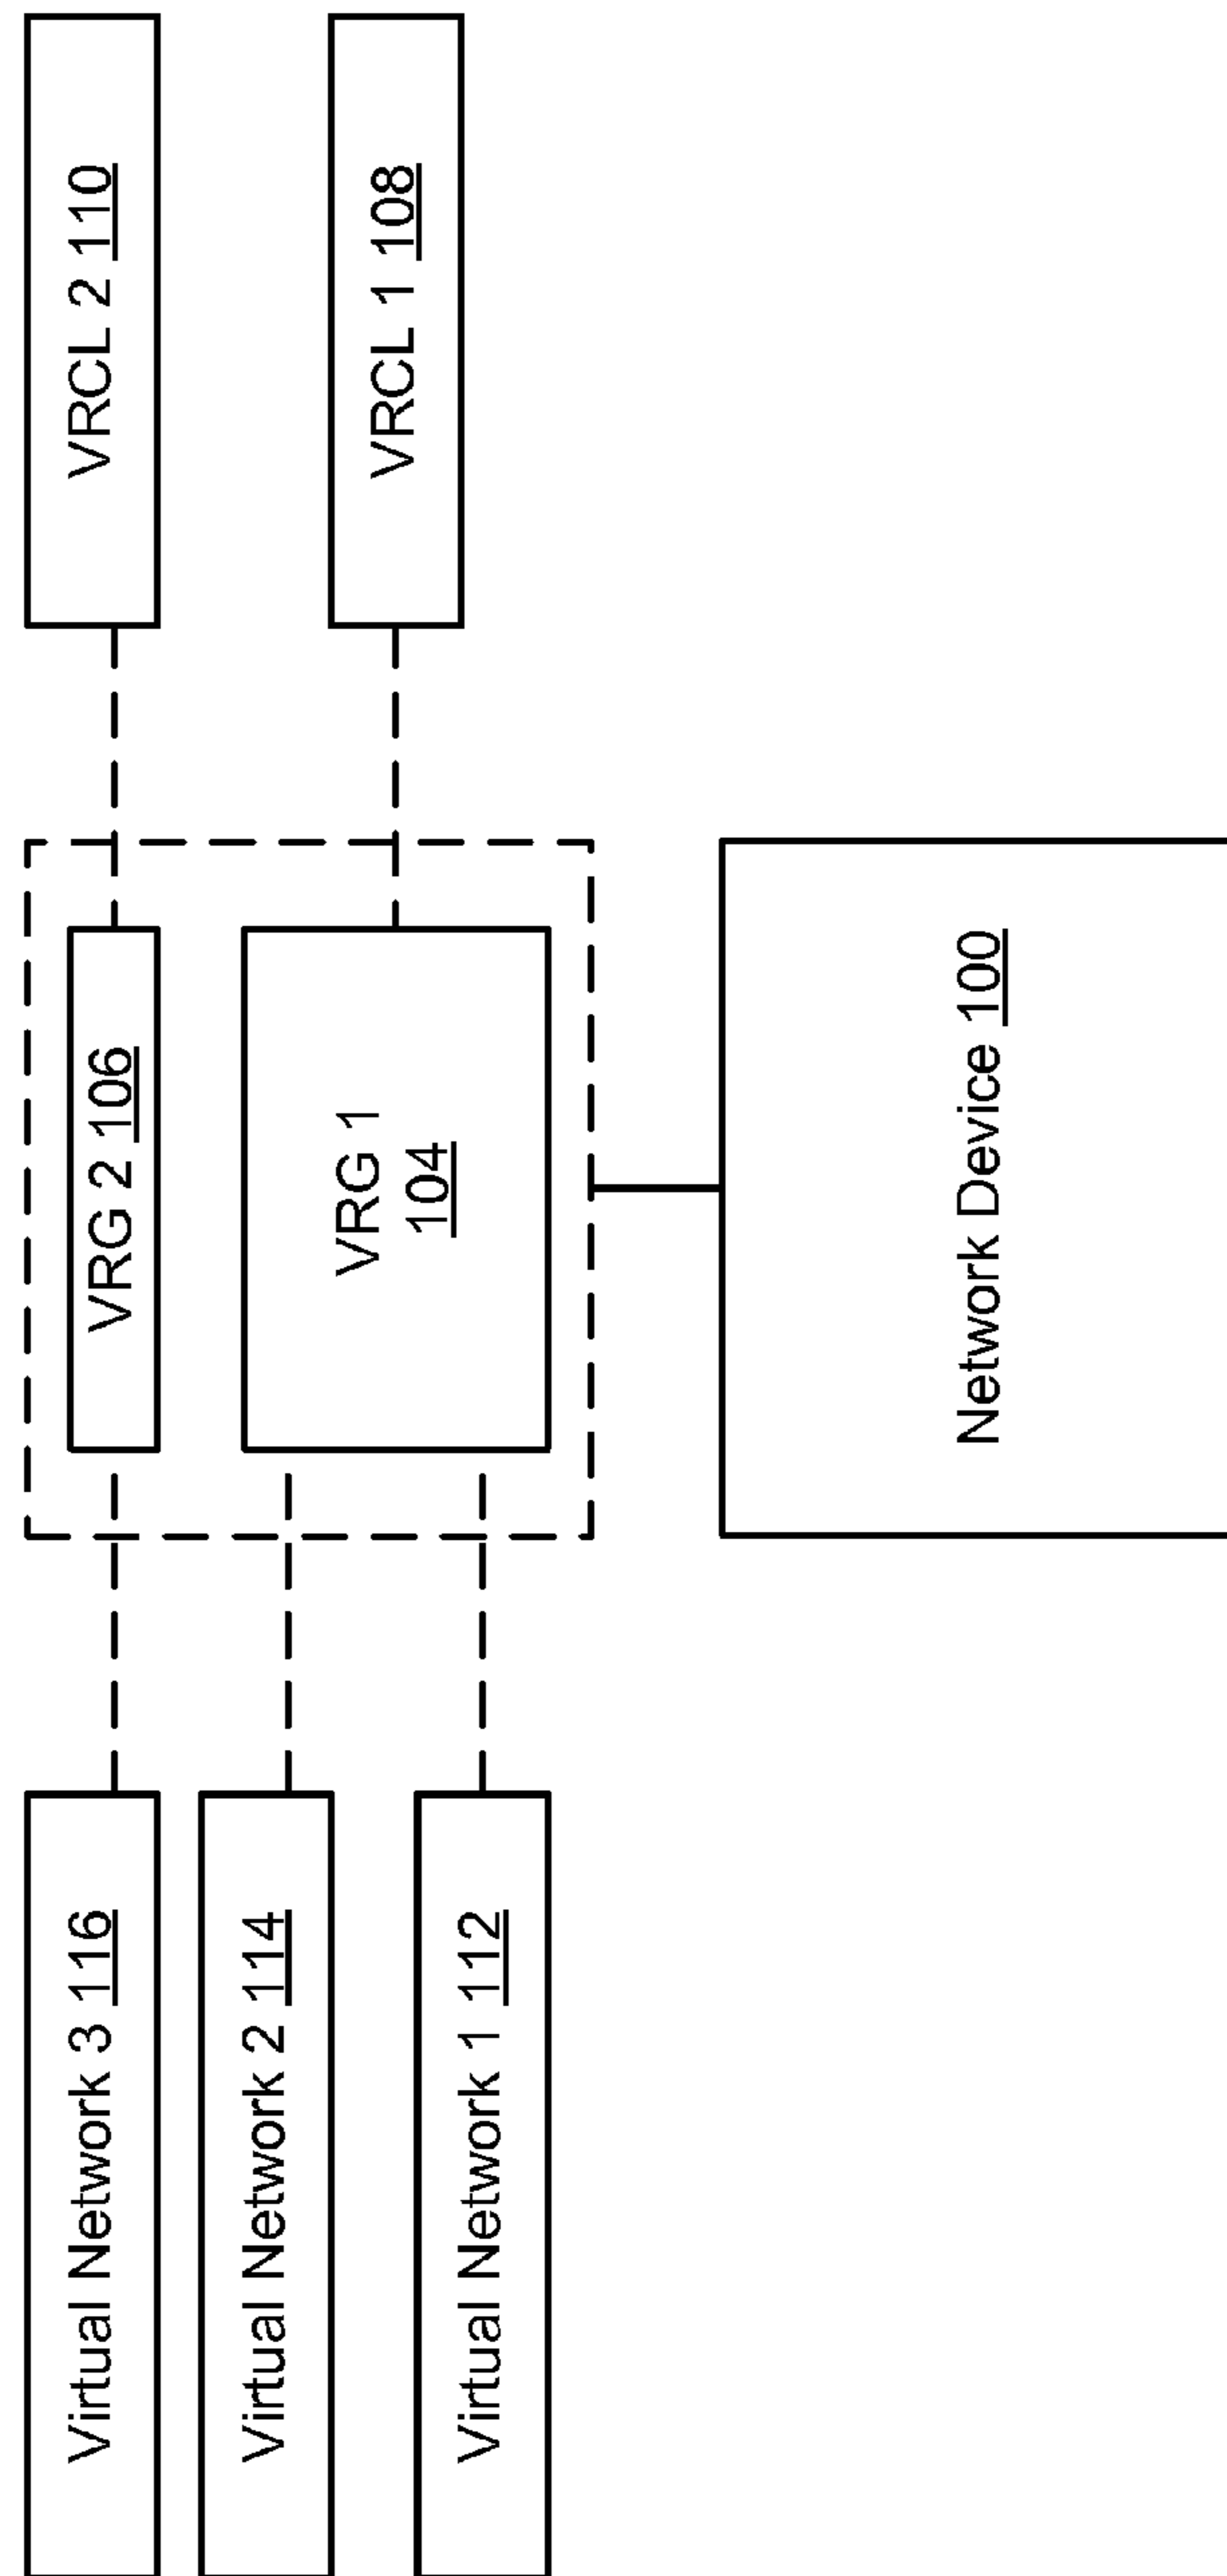 Virtual Network 3 116
VRG 2 106
VRCL 2 110
Virtual Network 2 114
VRG 1
104
VRCL 1 108
Virtual Network 1 112
Network Device 100